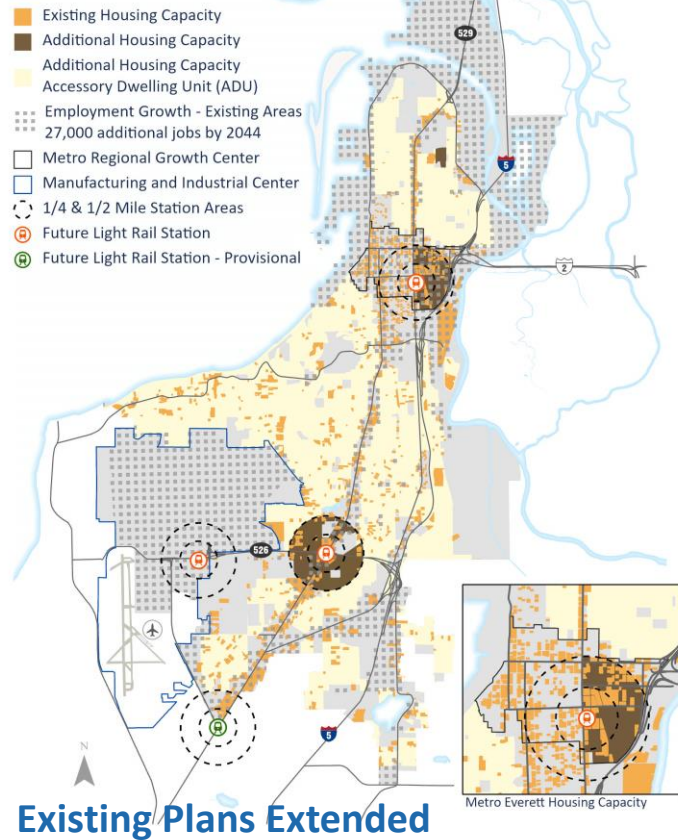 Existing Housing Capacity
Additional Housing Capacity
Additional Housing Capacity
Accessory Dwelling Unit (ADU)
Employment Growth - Existing Areas
27,000 additional jobs by 2044
Metro Regional Growth Center
Manufacturing and Industrial Center
1/4 & 1/2 Mile Station Areas
Future Light Rail Station
Future Light Rail Station - Provisional
529
5
2
526
5
N
Metro Everett Housing Capacity
Existing Plans Extended